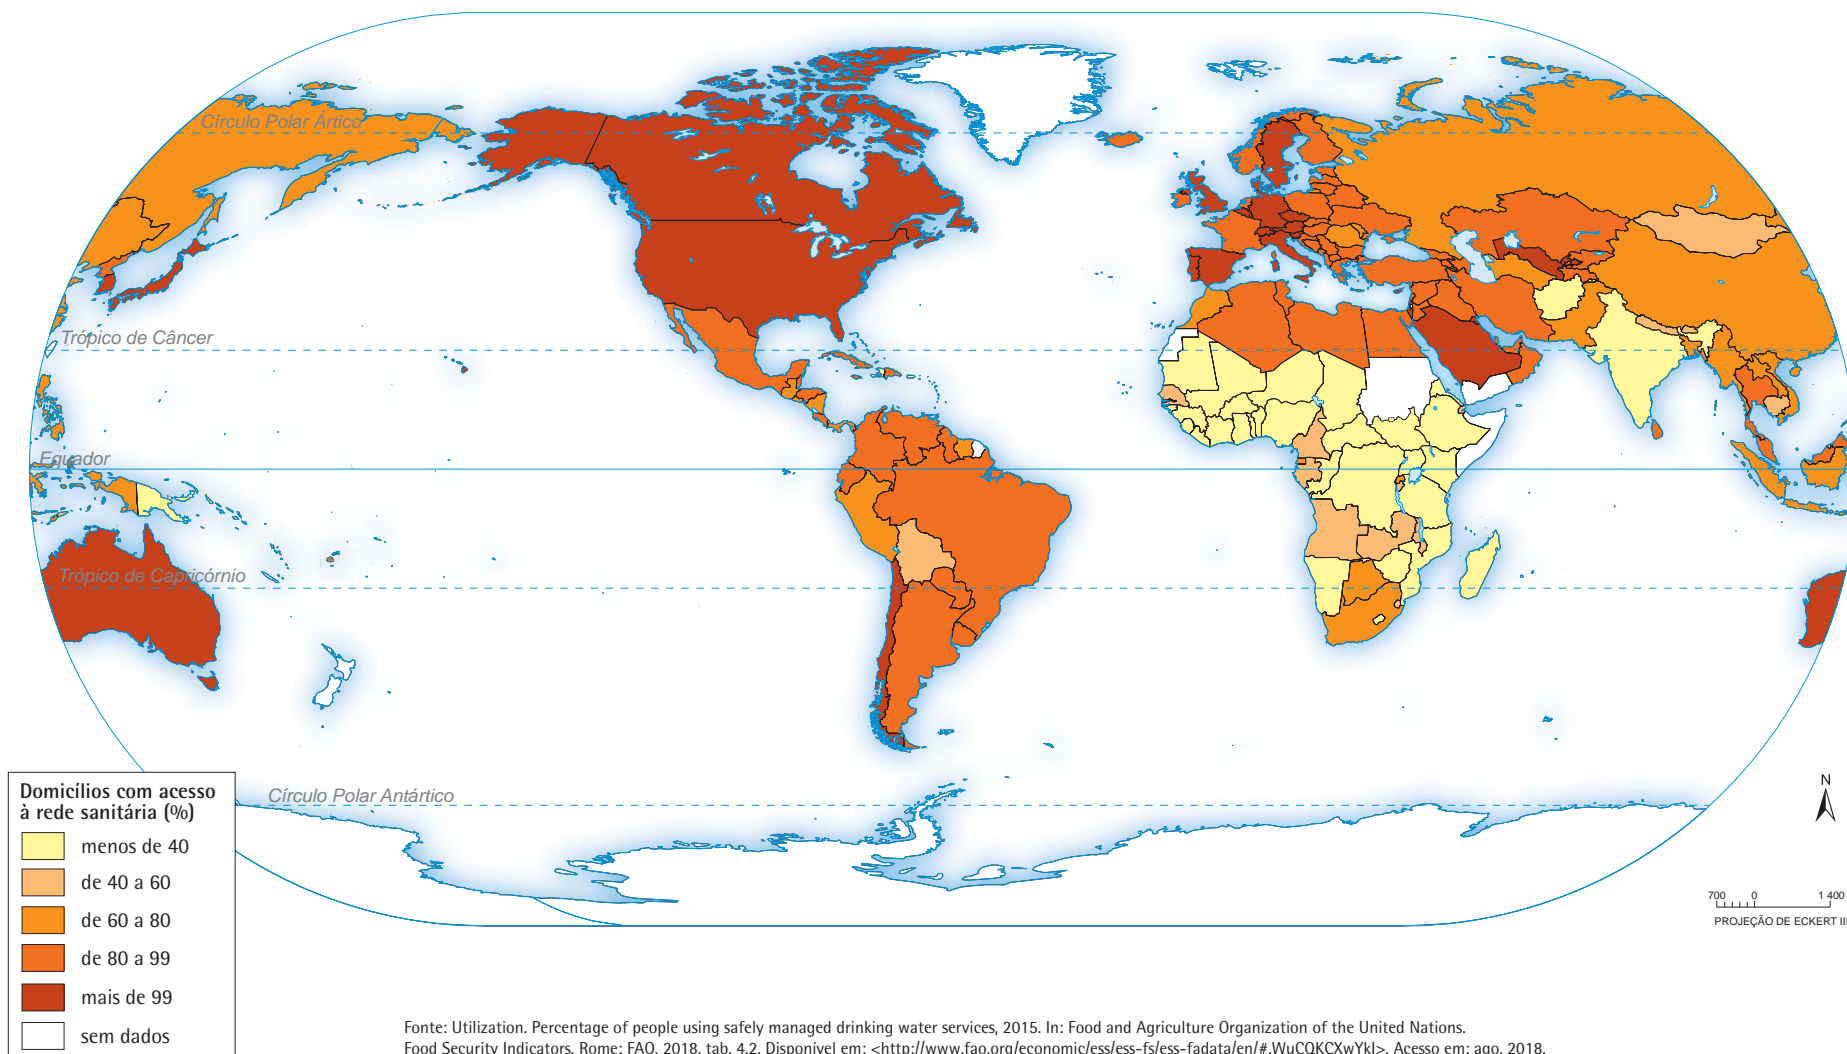 Círculo Polar Ártico
Trópico de Câncer
Equador
Trópico de Capricórnio
Círculo Polar Antártico
Domicílios com acesso
à rede sanitária (%)
menos de 40
de 40 a 60
de 60 a 80
de 80 a 99
mais de 99
sem dados
N
700 0 1 400
PROJEÇÃO DE ECKERT III
Fonte: Utilization. Percentage of people using safely managed drinking water services, 2015. In: Food and Agriculture Organization of the United Nations.
Food Security Indicators. Rome: FAO, 2018. tab. 4.2. Disponível em: <http://www.fao.org/economic/ess/ess-fs/ess-fadata/en/#.WuCQKCXwYkI>. Acesso em: ago. 2018.